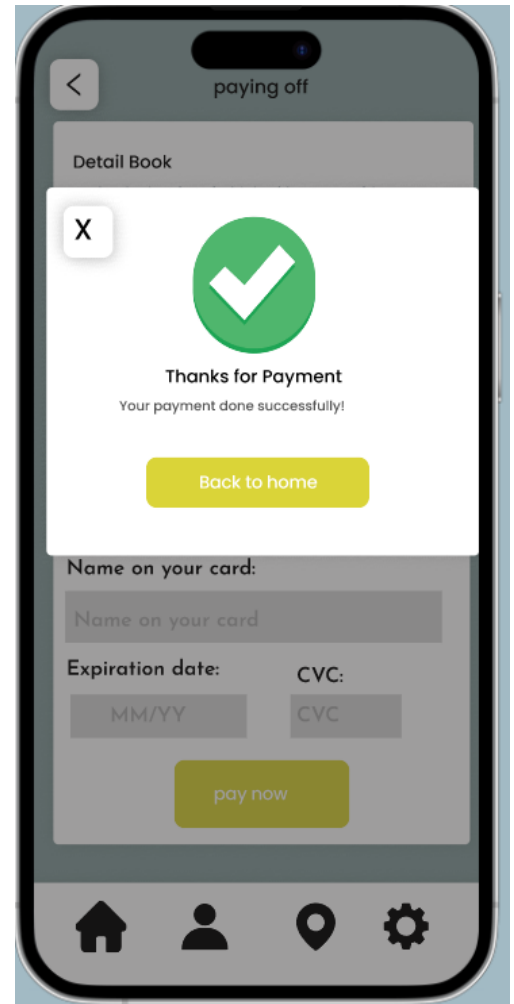 paying off
Detail Book
X
Thanks for Payment
Your payment done successfully!
Back to home
Name on your card:
Name on your card
Expiration date: CVC:
MM/YY CVC
pay now